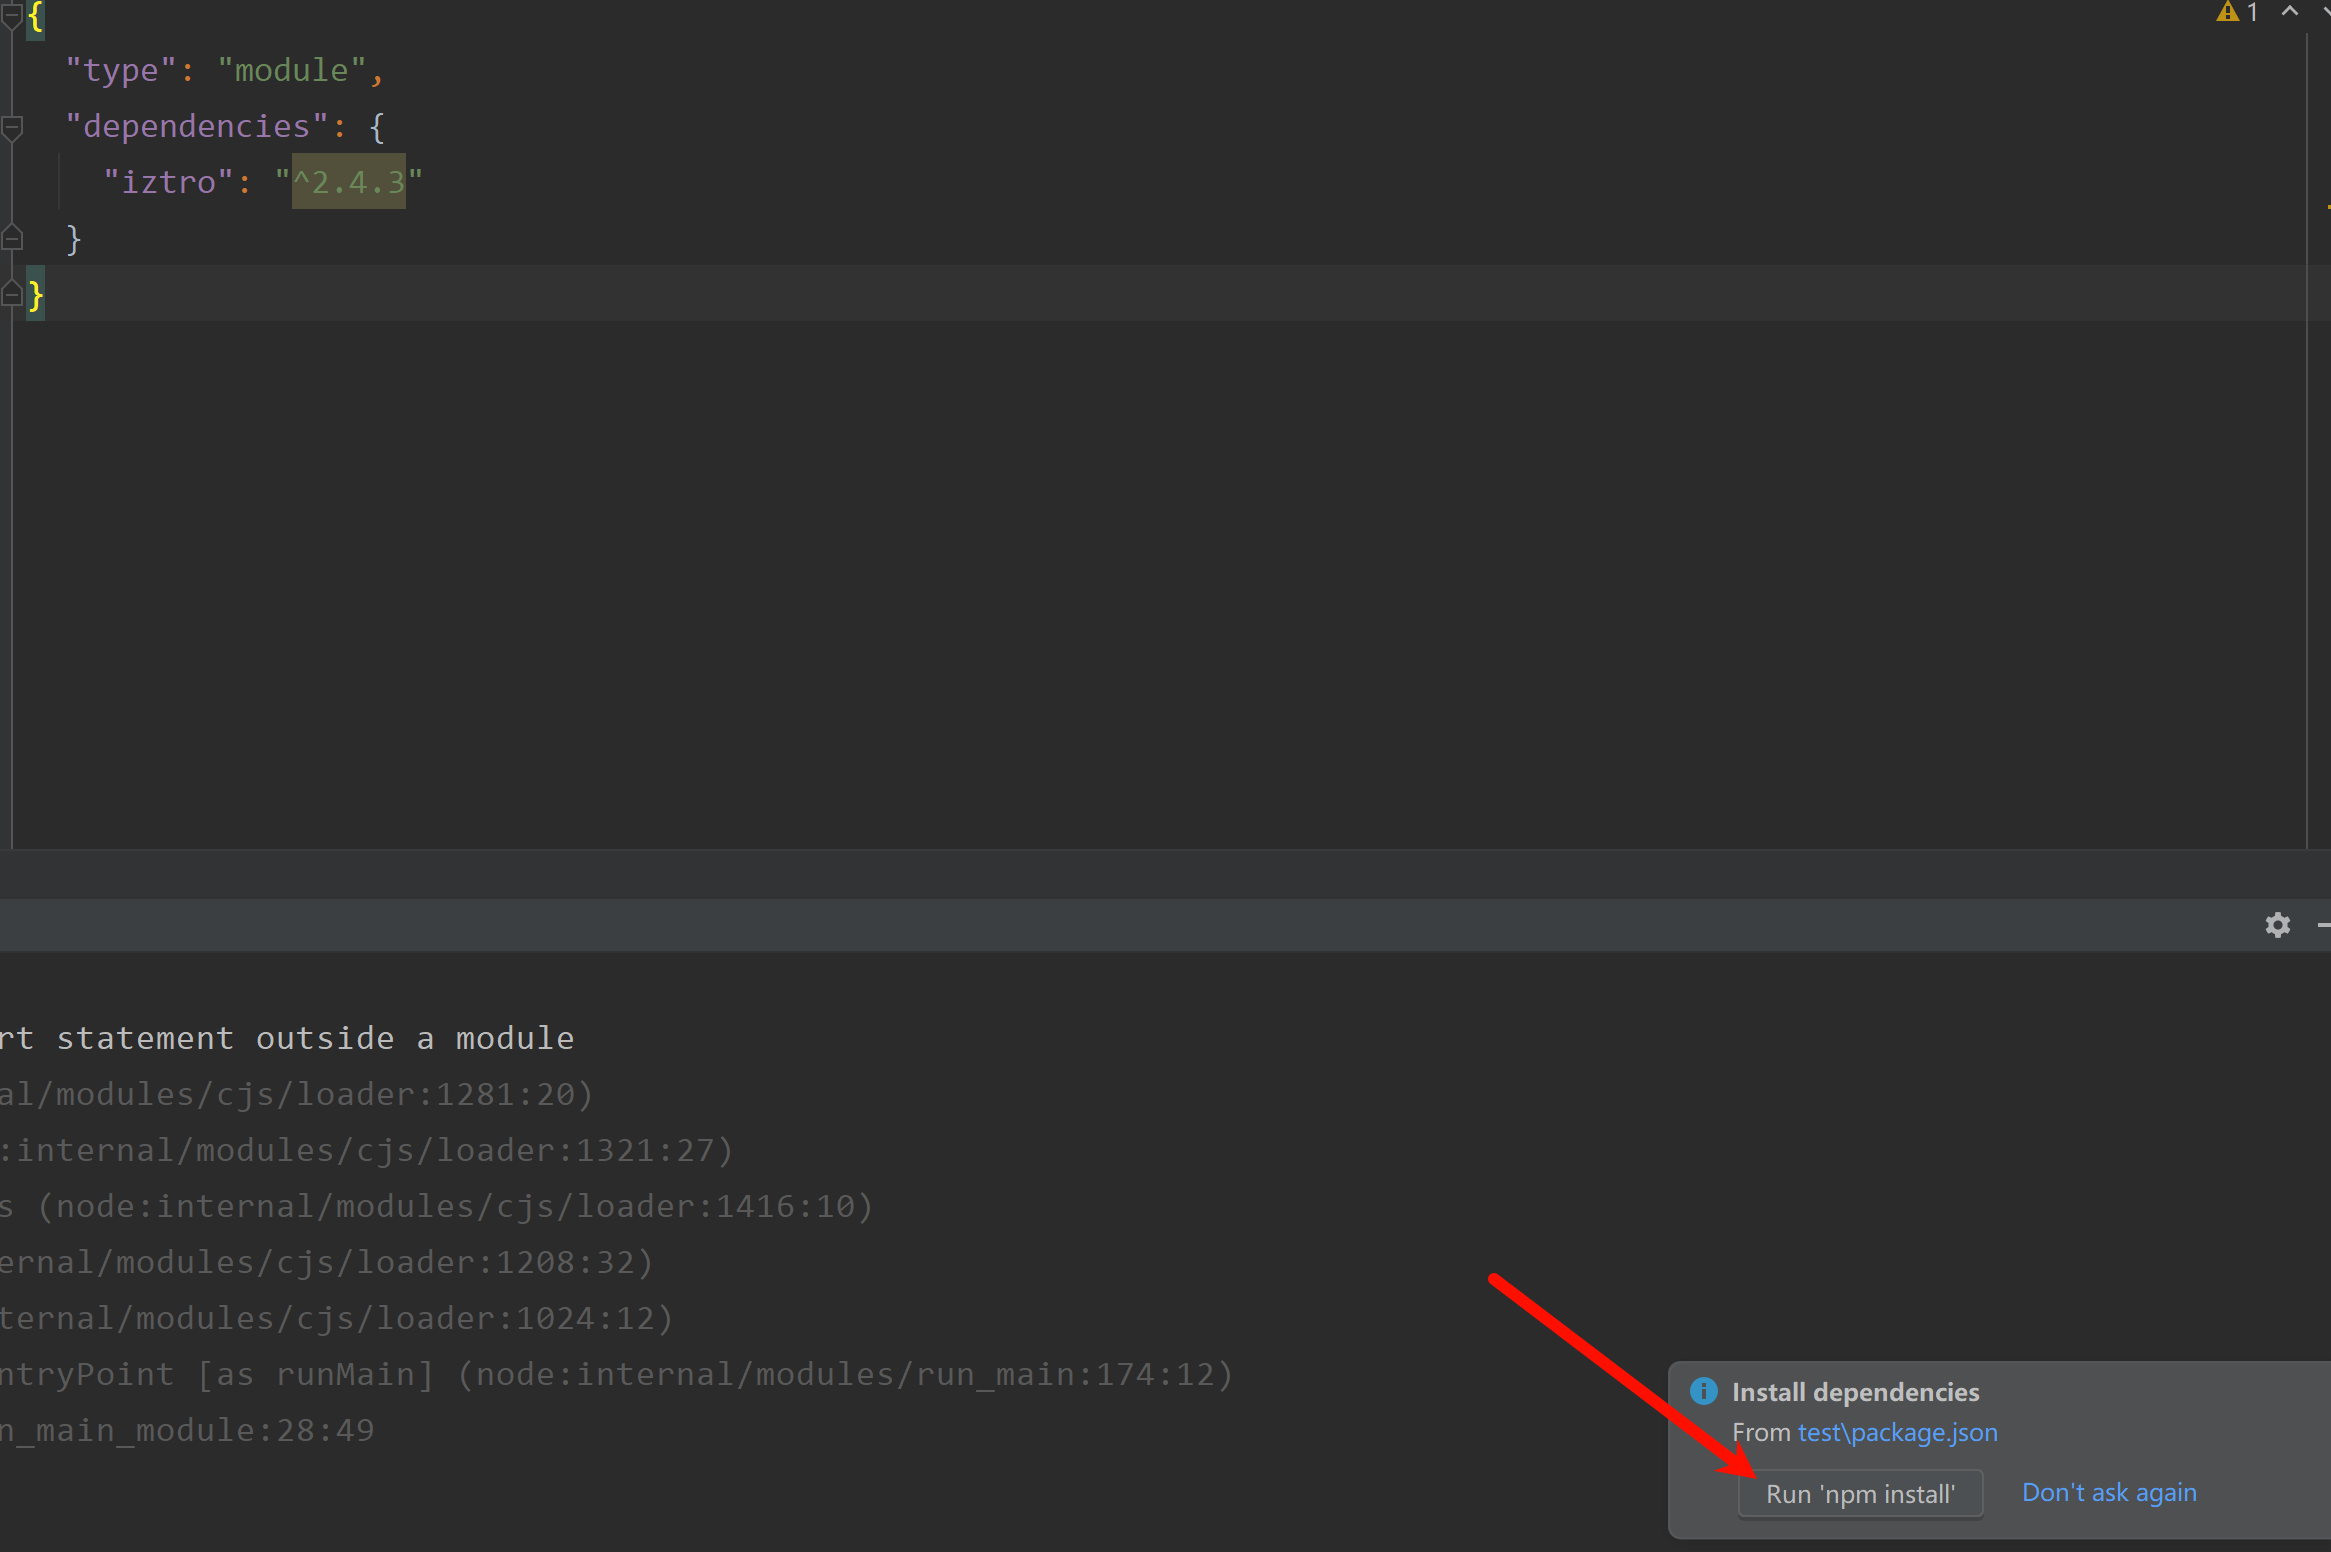 {
"type": "module",
"dependencies": {
"iztro": "^2.4.3"
}
}
1
rt statement outside a module
al/modules/cjs/loader:1281:20)
:internal/modules/cjs/loader:1321:27)
s (node:internal/modules/cjs/loader:1416:10)
ernal/modules/cjs/loader:1208:32)
ternal/modules/cjs/loader:1024:12)
ntryPoint [as runMain] (node:internal/modules/run_main:174:12)
n_main_module:28:49
Install dependencies
From test\package.json
Run 'npm install' Don't ask again